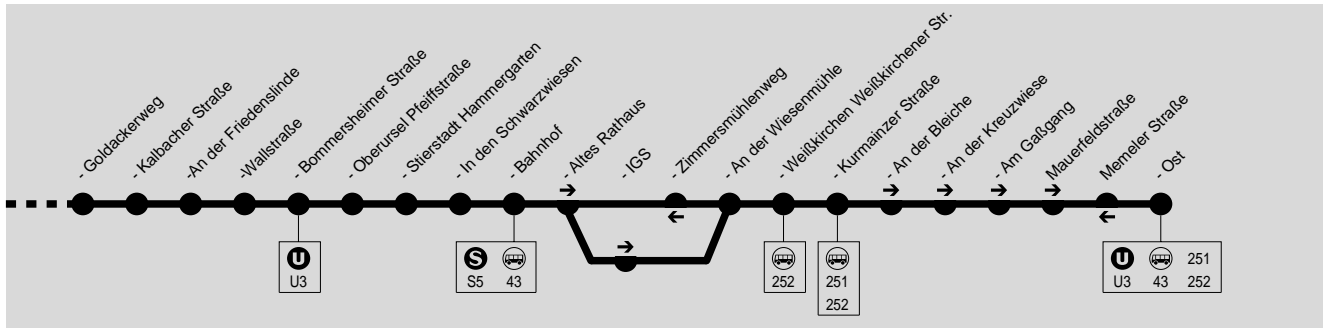 - Goldackerweg
- Kalbacher Straße
-An der Friedenslinde
-Wallstraße
- Bommersheimer Straße
- Oberursel Pfeiffstraße
- Stierstadt Hammergarten
- In den Schwarzwiesen
- Bahnhof
- Altes Rathaus
- IGS
- Zimmersmühlenweg
- An der Wiesenmühle
- Weißkirchen Weißkirchener Str.
- Kurmainzer Straße
- An der Bleiche
- An der Kreuzwiese
- Am Gaßgang
Mauerfeldstraße
Memeler Straße
- Ost
U
U3
S
S5 43
252
251
252
U 251
U3 43 252